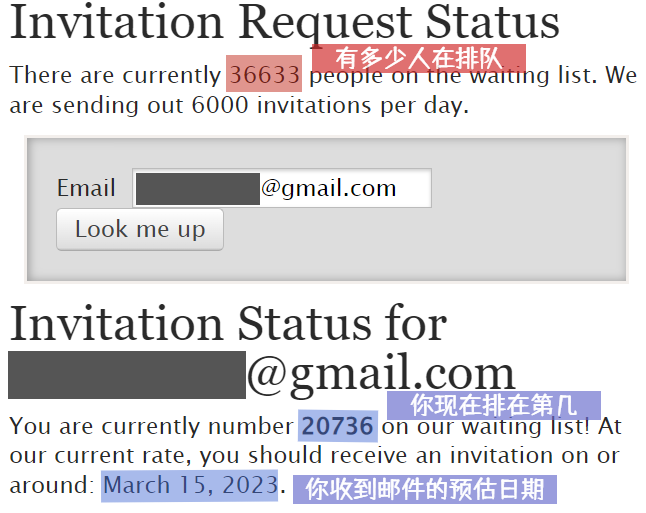 Invitation Request Status
有多少人在排队
There are currently 36633 people on the waiting list. We
are sending out 6000 invitations per day.
Email @gmail.com
Look me up
Invitation Status for
@gmail.com
你现在排在第几
You are currently number 20736 on our waiting list! At
our current rate, you should receive an invitation on or
around: March 15, 2023. 你收到邮件的预估日期